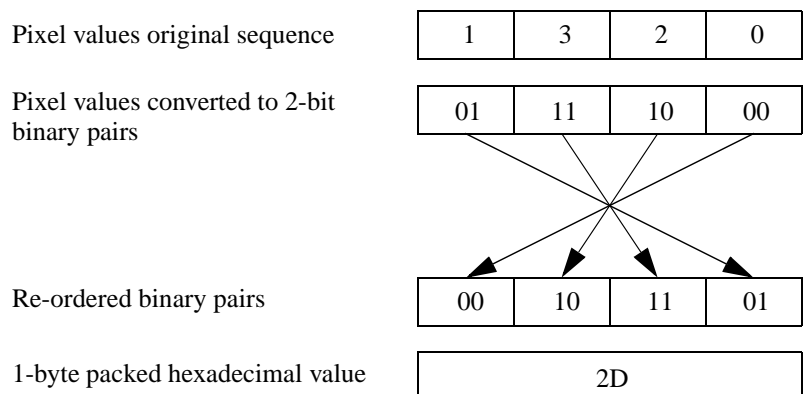 Pixel values original sequence 1 3 2 0
Pixel values converted to 2-bit
binary pairs
01 11 10 00
Re-ordered binary pairs 00 10 11 01
1-byte packed hexadecimal value 2D